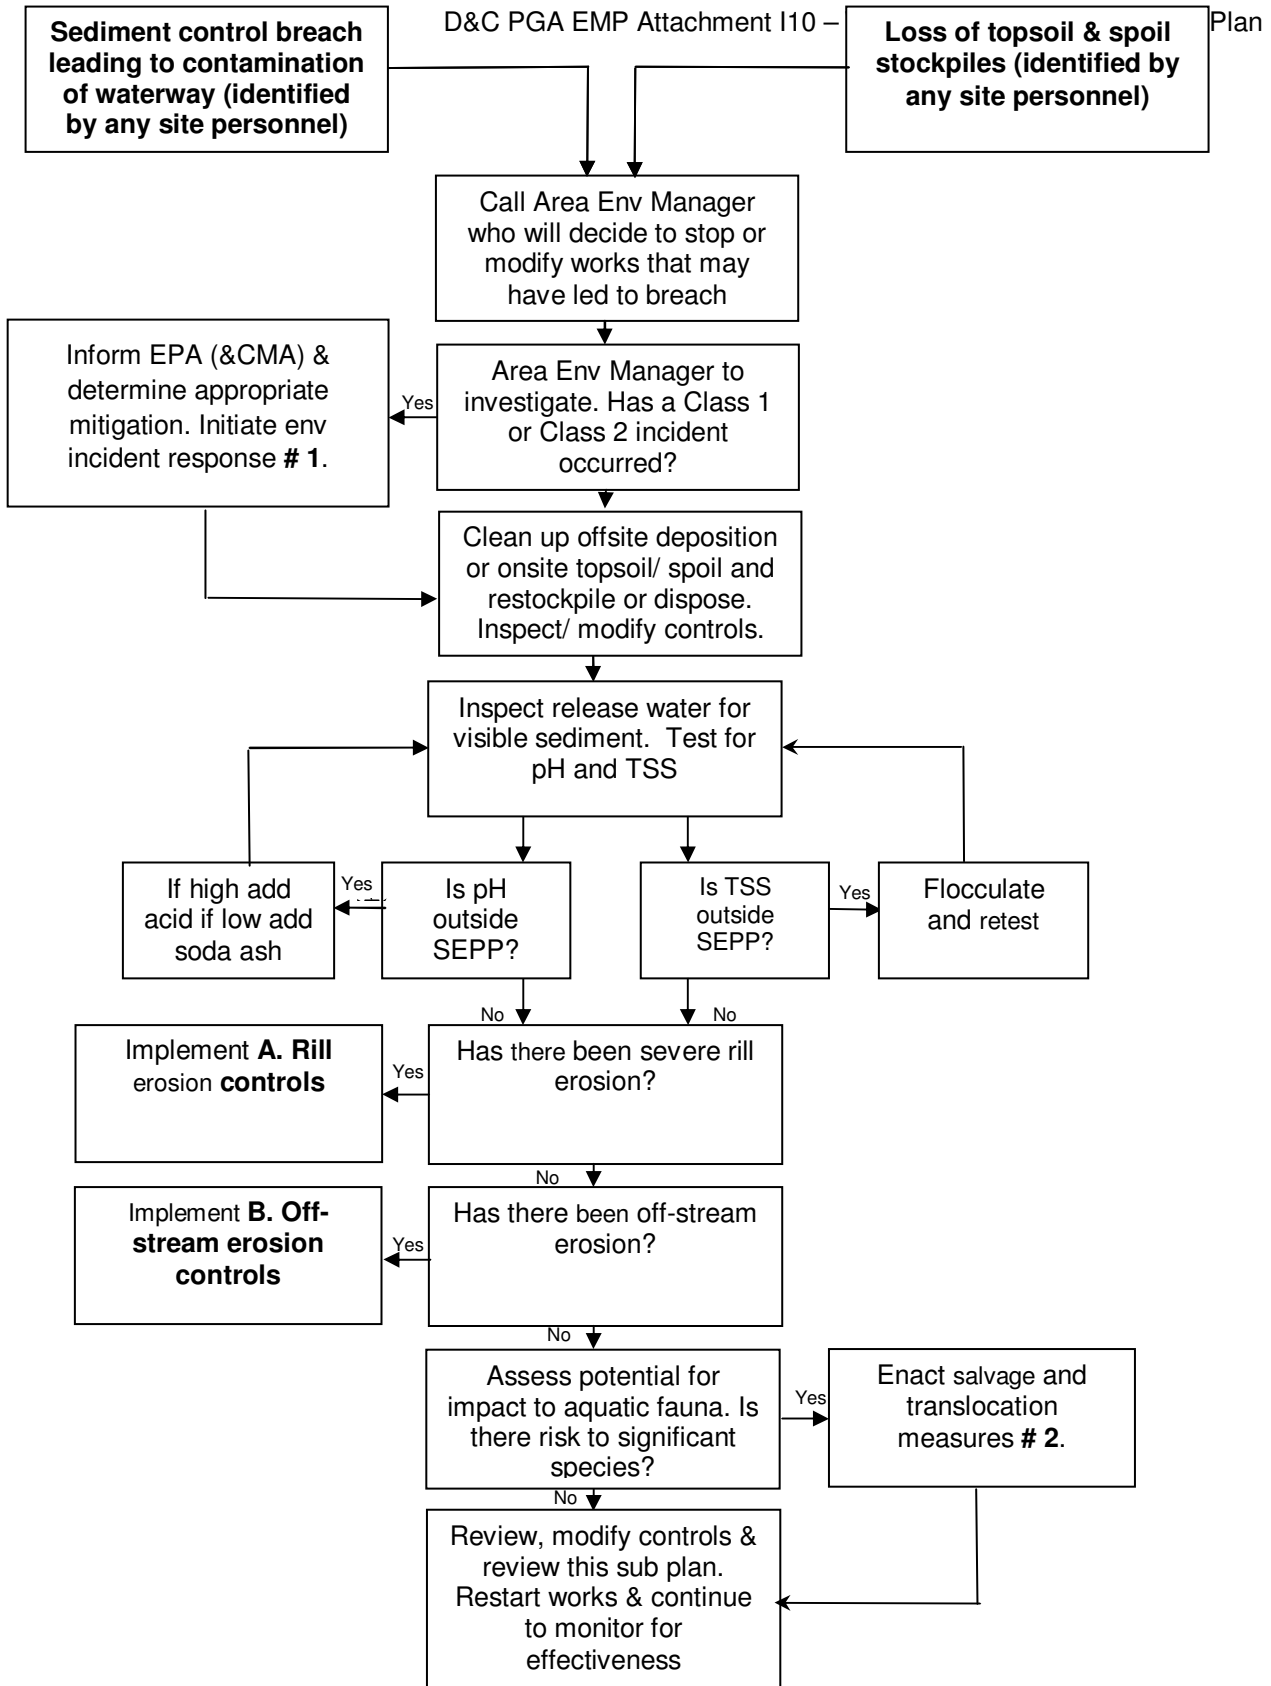 D&C PGA EMP Attachment I10 –
Plan
Sediment control breach
leading to contamination
of waterway (identified
by any site personnel)
Loss of topsoil & spoil
stockpiles (identified by
any site personnel)
Call Area Env Manager
who will decide to stop or
modify works that may
have led to breach
Inform EPA (&CMA) &
determine appropriate
mitigation. Initiate env
incident response # 1.
Yes
Area Env Manager to
investigate. Has a Class 1
or Class 2 incident
occurred?
Clean up offsite deposition
or onsite topsoil/ spoil and
restockpile or dispose.
Inspect/ modify controls.
Inspect release water for
visible sediment. Test for
pH and TSS
If high add
acid if low add
soda ash
Yes
Is pH
outside
SEPP?
Is TSS
outside
SEPP?
Yes
Flocculate
and retest
No
No
Implement A. Rill
erosion controls
Yes
Has there been severe rill
erosion?
No
Implement B. Off-
stream erosion
controls
Yes
Has there been off-stream
erosion?
No
Assess potential for
impact to aquatic fauna. Is
there risk to significant
species?
Yes
Enact salvage and
translocation
measures # 2.
No
Review, modify controls &
review this sub plan.
Restart works & continue
to monitor for
effectiveness